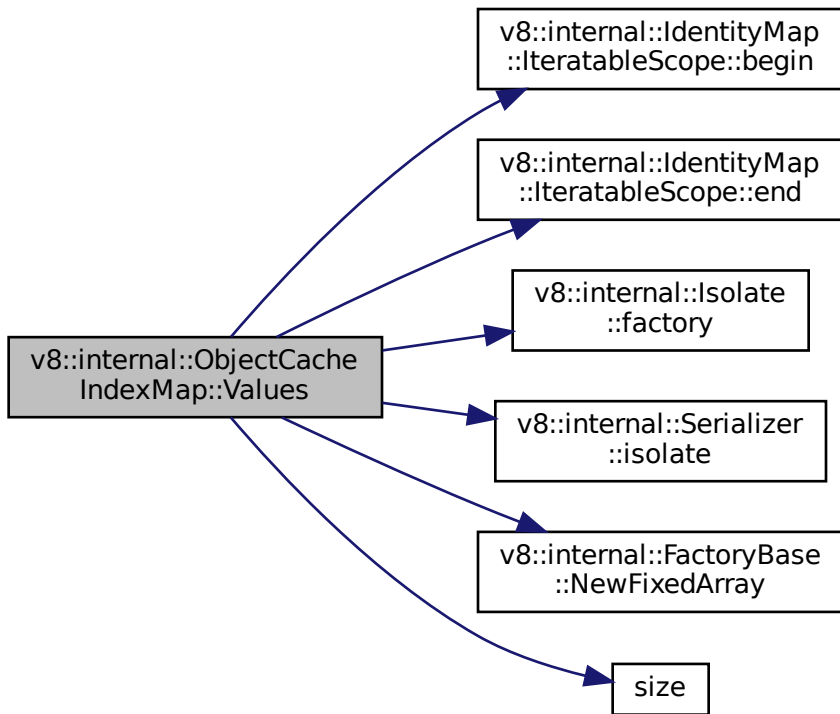 v8::internal::IdentityMap
::IteratableScope::begin
v8::internal::IdentityMap
::IteratableScope::end
v8::internal::Isolate
::factory
v8::internal::ObjectCache
IndexMap::Values
v8::internal::Serializer
::isolate
v8::internal::FactoryBase
::NewFixedArray
size